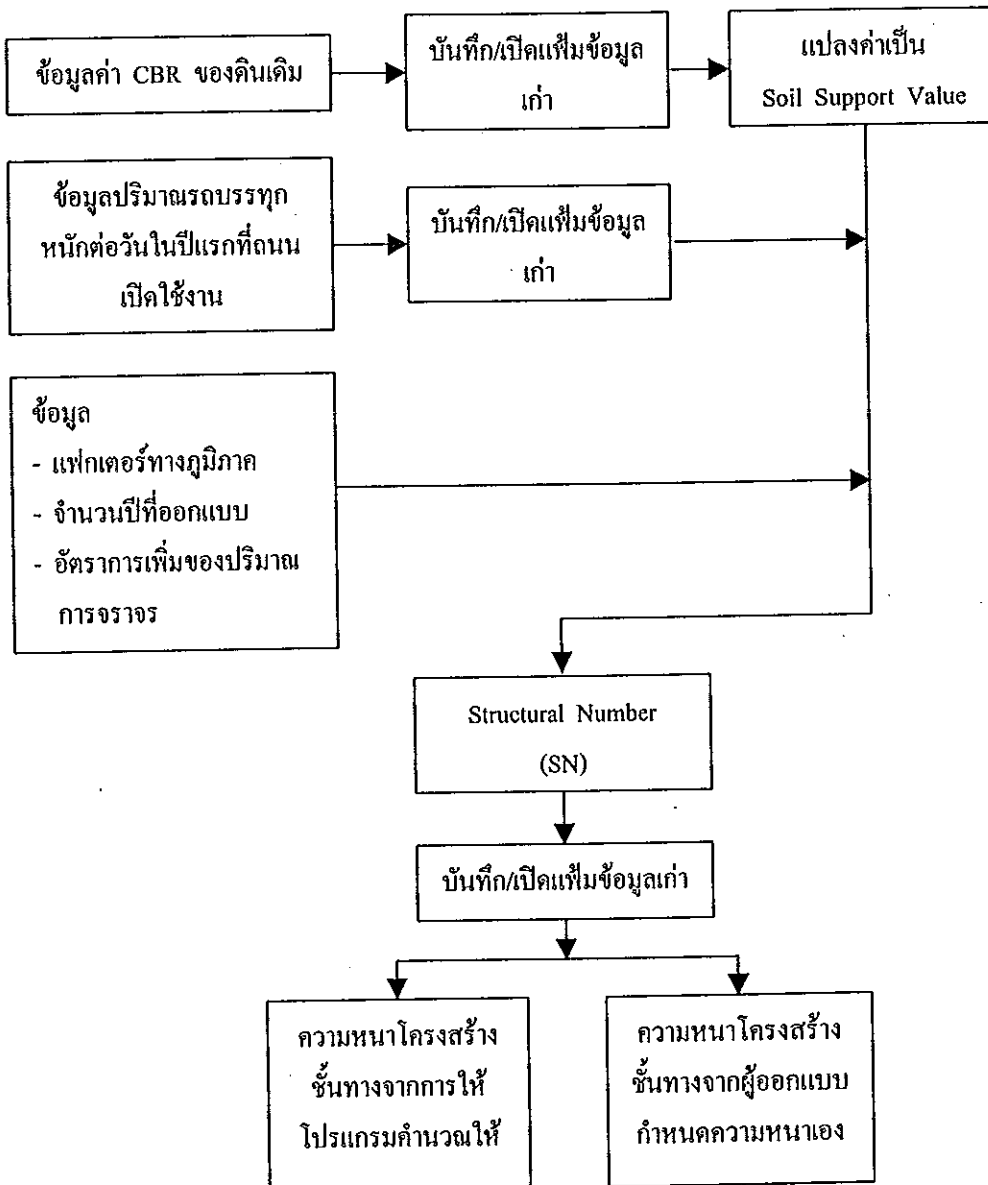 ข้อมูลค่า CBR ของดินเดิม
บันทึก/เปิดแฟ้มข้อมูล
เก่า
แปลงค่าเป็น
Soil Support Value
ข้อมูลปริมาณรถบรรทุก
หนักต่อวันในปีแรกที่ถนน
เปิดใช้งาน
บันทึก/เปิดแฟ้มข้อมูล
เก่า
ข้อมูล
- แฟกเตอร์ทางภูมิภาค
- จำนวนปีที่ออกแบบ
- อัตราการเพิ่มของปริมาณ
การจราจร
Structural Number
(SN)
บันทึก/เปิดแฟ้มข้อมูลเก่า
ความหนาโครงสร้าง
ชั้นทางจากการให้
โปรแกรมคำนวณให้
ความหนาโครงสร้าง
ชั้นทางจากผู้ออกแบบ
กำหนดความหนาเอง